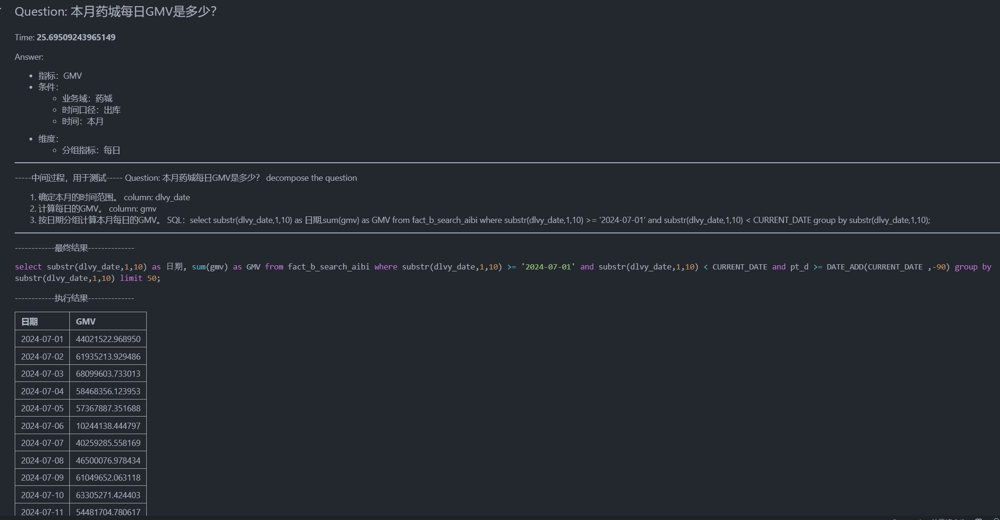 Question: 本月药城每日GMV是多少？
Time: 25.69509243965149
Answer:
• 指标：GMV
• 条件：
○ 业务域：药城
○ 时间口径：出库
○ 时间：本月
• 维度：
○ 分组指标：每日
-----中间过程，用于测试----- Question: 本月药城每日GMV是多少？ decompose the question
1. 确定本月的时间范围。 column: dlvy_date
2. 计算每日的GMV。 column: gmv
3. 按日期分组计算本月每日的GMV。 SQL：select substr(dlvy_date,1,10) as 日期,sum(gmv) as GMV from fact_b_search_aibi where substr(dlvy_date,1,10) >= '2024-07-01' and substr(dlvy_date,1,10) < CURRENT_DATE group by substr(dlvy_date,1,10);
------------最终结果--------------
select substr(dlvy_date,1,10) as 日期, sum(gmv) as GMV from fact_b_search_aibi where substr(dlvy_date,1,10) >= '2024-07-01' and substr(dlvy_date,1,10) < CURRENT_DATE and pt_d >= DATE_ADD(CURRENT_DATE ,-90) group by
substr(dlvy_date,1,10) limit 50;
------------执行结果--------------
日期 GMV
2024-07-01 44021522.968950
2024-07-02 61935213.929486
2024-07-03 68099603.733013
2024-07-04 58468356.123953
2024-07-05 57367887.351688
2024-07-06 10244138.444797
2024-07-07 40259285.558169
2024-07-08 46500076.978434
2024-07-09 61049652.063118
2024-07-10 63305271.424403
2024-07-11 54481704.780617